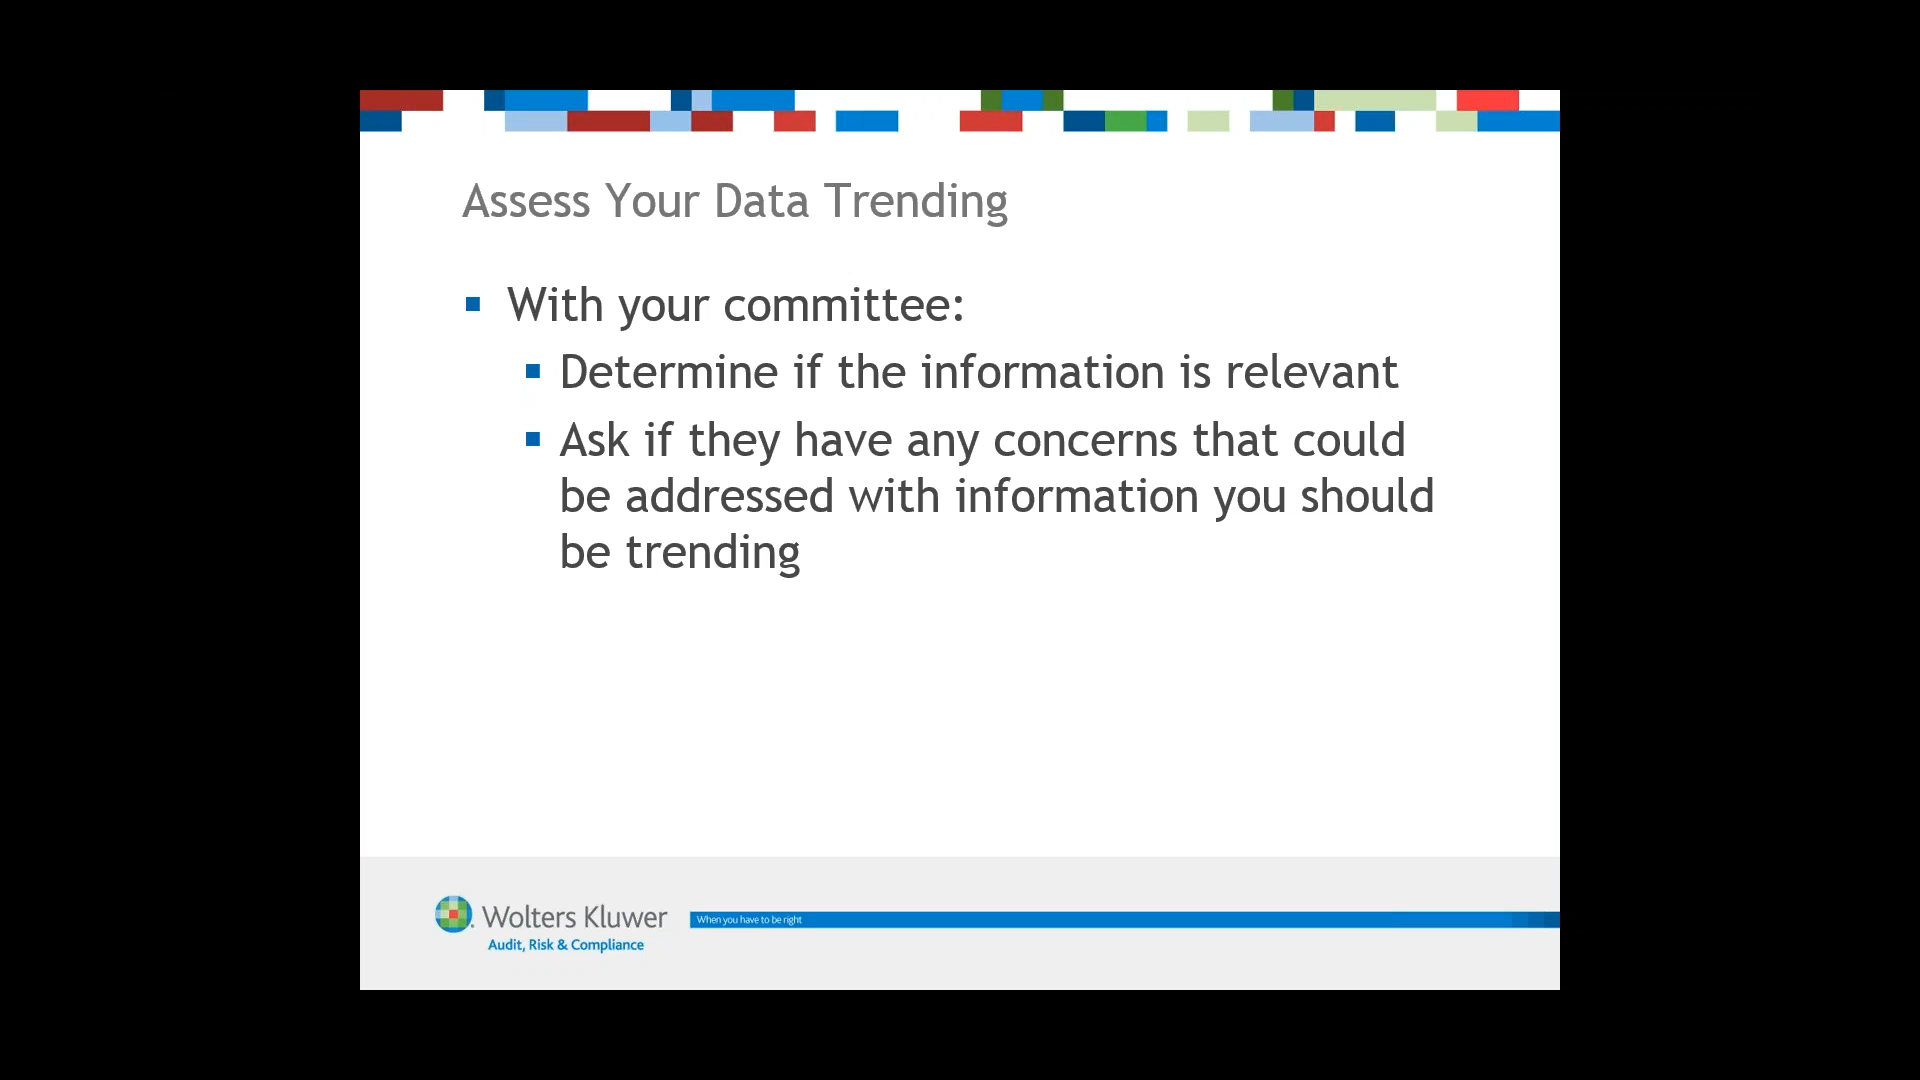 Assess Your Data Trending
With your committee:
Determine if the information is relevant
Ask if they have any concerns that could
be addressed with information you should
be trending
Wolters Kluwer
When you have to be right
Audit, Risk & Compliance